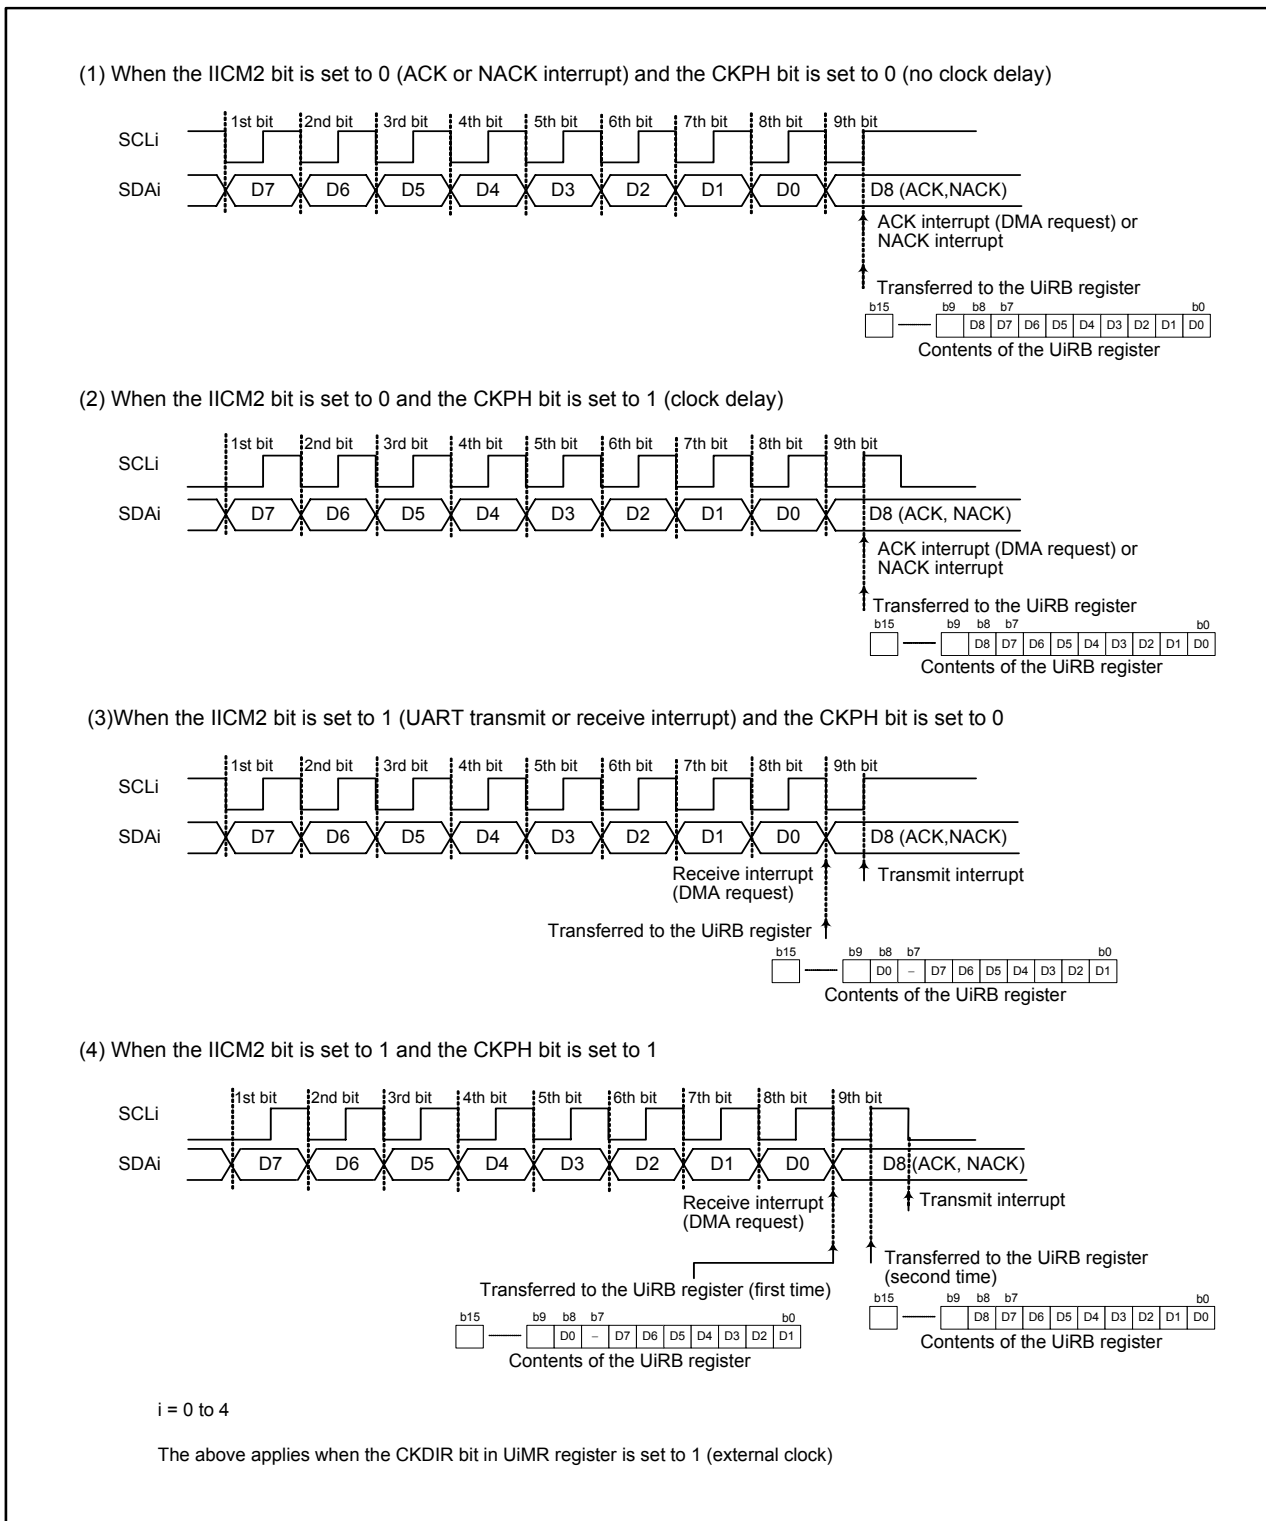 (1) When the IICM2 bit is set to 0 (ACK or NACK interrupt) and the CKPH bit is set to 0 (no clock delay)
1st bit 2nd bit 3rd bit 4th bit 5th bit 6th bit 7th bit 8th bit 9th bit
SCLi
SDAi D7 D6 D5 D4 D3 D2 D1 D0 D8 (ACK,NACK)
ACK interrupt (DMA request) or
NACK interrupt
Transferred to the UiRB register
b15 b9 b8 b7 b0
D8 D7 D6 D5 D4 D3 D2 D1 D0
Contents of the UiRB register
(2) When the IICM2 bit is set to 0 and the CKPH bit is set to 1 (clock delay)
1st bit 2nd bit 3rd bit 4th bit 5th bit 6th bit 7th bit 8th bit 9th bit
SCLi
SDAi D7 D6 D5 D4 D3 D2 D1 D0 D8 (ACK, NACK)
ACK interrupt (DMA request) or
NACK interrupt
Transferred to the UiRB register
b15 b9 b8 b7 b0
D8 D7 D6 D5 D4 D3 D2 D1 D0
Contents of the UiRB register
(3)When the IICM2 bit is set to 1 (UART transmit or receive interrupt) and the CKPH bit is set to 0
1st bit 2nd bit 3rd bit 4th bit 5th bit 6th bit 7th bit 8th bit 9th bit
SCLi
SDAi D7 D6 D5 D4 D3 D2 D1 D0 D8 (ACK,NACK)
Receive interrupt
(DMA request)
Transmit interrupt
Transferred to the UiRB register
b15 b9 b8 b7 b0
D0 – D7 D6 D5 D4 D3 D2 D1
Contents of the UiRB register
(4) When the IICM2 bit is set to 1 and the CKPH bit is set to 1
1st bit 2nd bit 3rd bit 4th bit 5th bit 6th bit 7th bit 8th bit 9th bit
SCLi
SDAi D7 D6 D5 D4 D3 D2 D1 D0 D8 (ACK, NACK)
Receive interrupt
(DMA request)
Transmit interrupt
Transferred to the UiRB register (first time)
b15 b9 b8 b7 b0
D0 – D7 D6 D5 D4 D3 D2 D1
Contents of the UiRB register
Transferred to the UiRB register
(second time)
b15 b9 b8 b7 b0
D8 D7 D6 D5 D4 D3 D2 D1 D0
Contents of the UiRB register
i = 0 to 4
The above applies when the CKDIR bit in UiMR register is set to 1 (external clock)